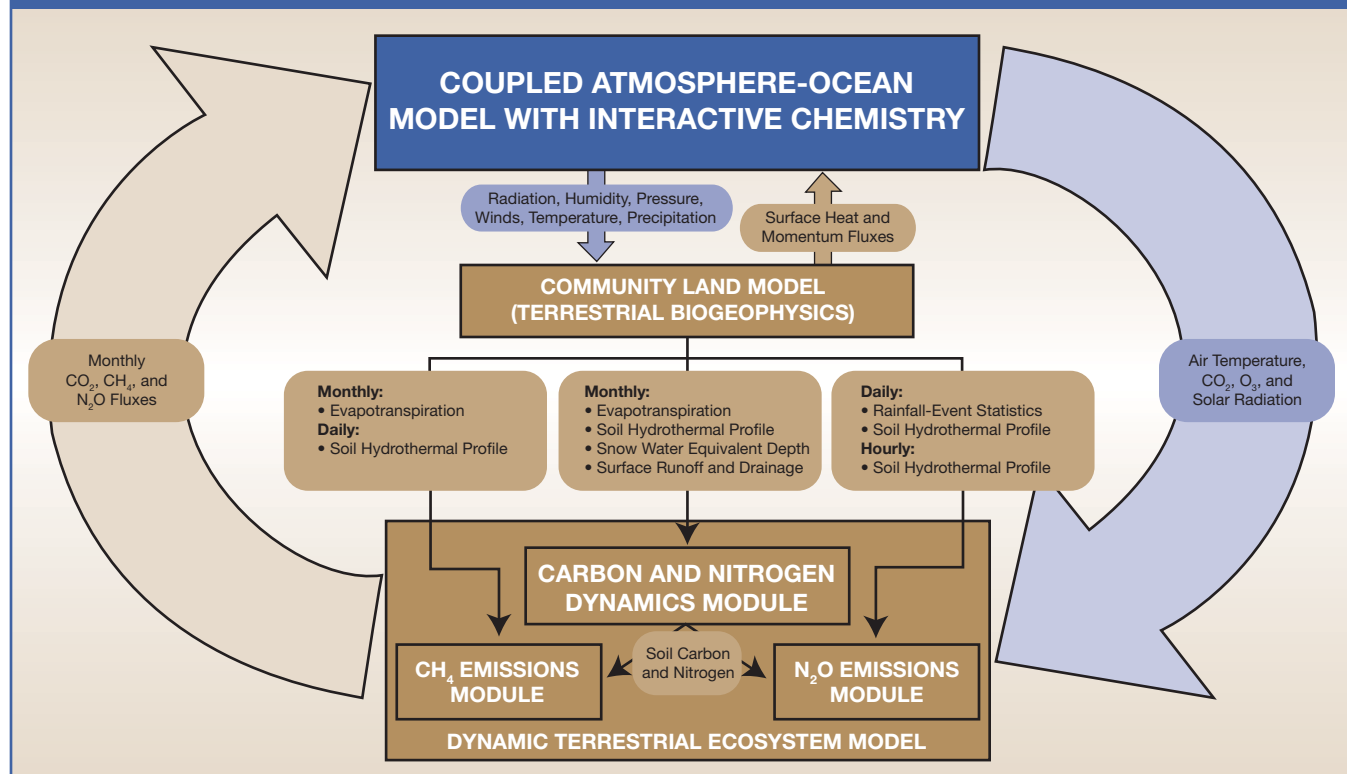 COUPLED ATMOSPHERE-OCEAN
MODEL WITH INTERACTIVE CHEMISTRY
Radiation, Humidity, Pressure,
Winds, Temperature, Precipitation
Surface Heat and
Momentum Fluxes
COMMUNITY LAND MODEL
(TERRESTRIAL BIOGEOPHYSICS)
Monthly
CO₂, CH₄, and
N₂O Fluxes
Air Temperature,
CO₂, O₃, and
Solar Radiation
Monthly:
• Evapotranspiration
Daily:
• Soil Hydrothermal Profile
Monthly:
• Evapotranspiration
• Soil Hydrothermal Profile
• Snow Water Equivalent Depth
• Surface Runoff and Drainage
Daily:
• Rainfall-Event Statistics
• Soil Hydrothermal Profile
Hourly:
• Soil Hydrothermal Profile
CARBON AND NITROGEN
DYNAMICS MODULE
Soil Carbon
and Nitrogen
CH₄ EMISSIONS
MODULE
N₂O EMISSIONS
MODULE
DYNAMIC TERRESTRIAL ECOSYSTEM MODEL